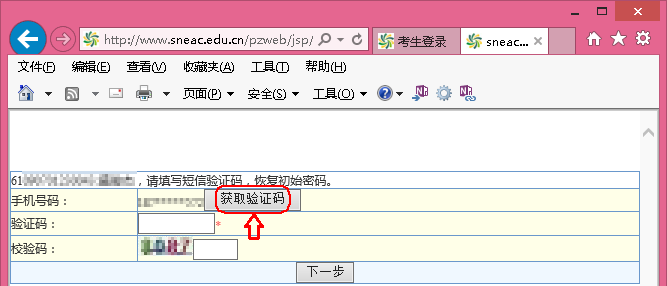 http://www.sneac.edu.cn/pzweb/jsp/
考生登录
sneac...
文件(F) 编辑(E) 查看(V) 收藏夹(A) 工具(T) 帮助(H)
页面(P) 安全(S) 工具(O)
61 ，请填写短信验证码，恢复初始密码。
手机号码： 获取验证码
验证码： *
校验码：
下一步